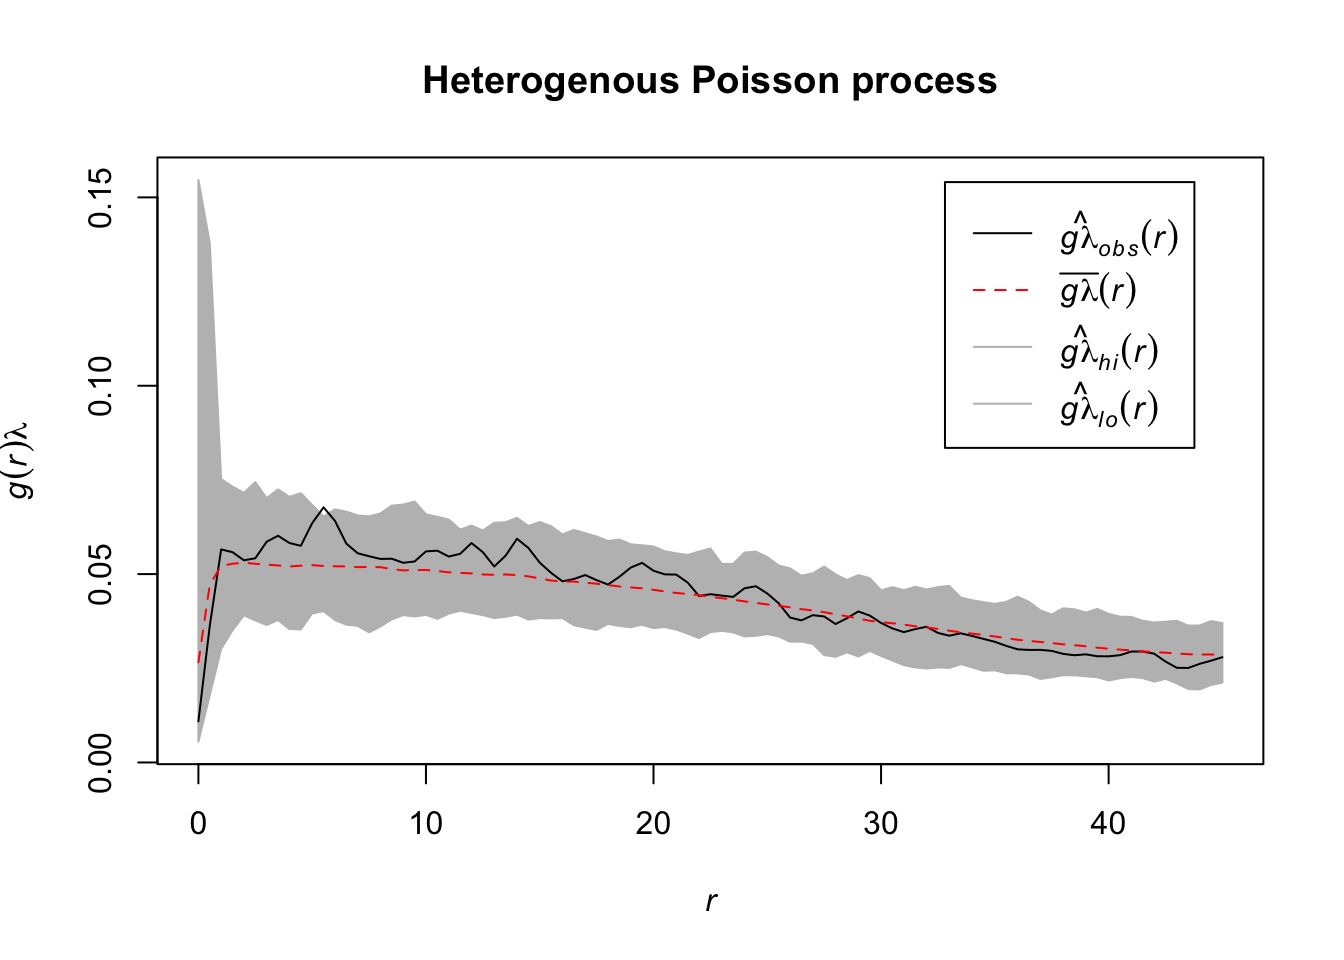 Heterogenous Poisson process
g(r)λ
0.15
0.10
0.05
0.00
0 10 20 30 40
r
gλ̂obs(r)
g̅λ̅(r)
gλ̂hi(r)
gλ̂lo(r)